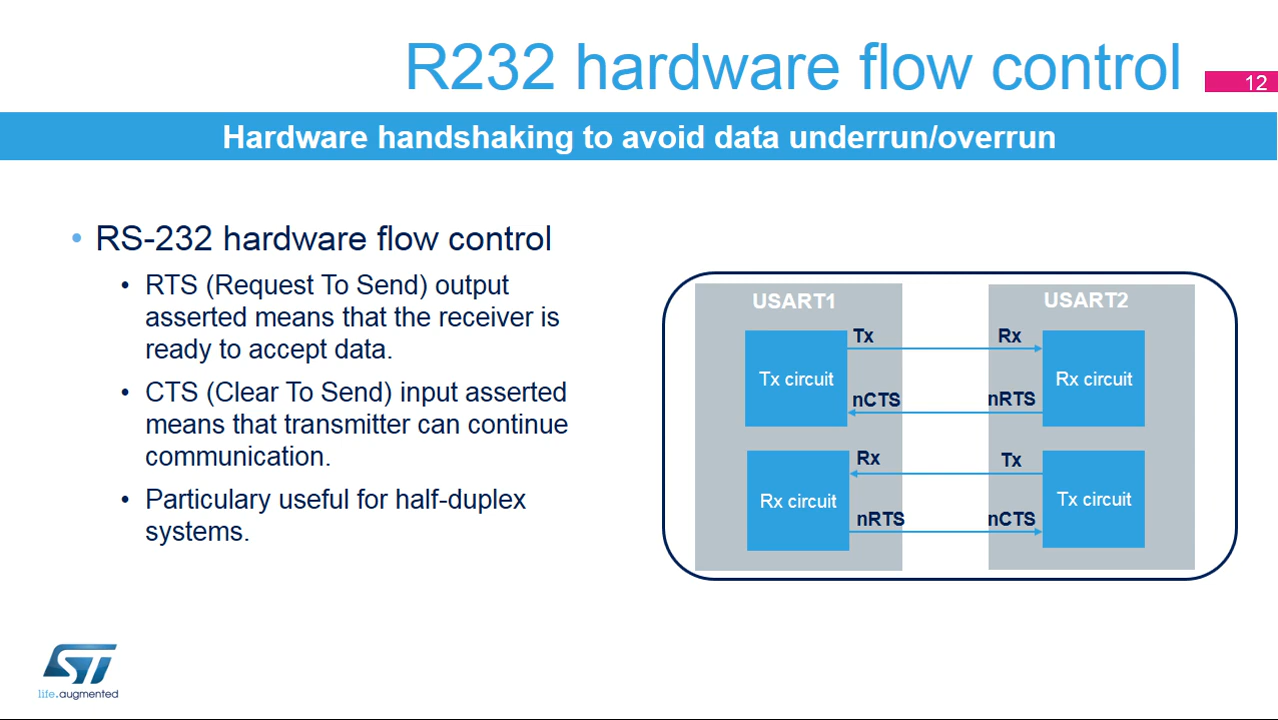 R232 hardware flow control
12
Hardware handshaking to avoid data underrun/overrun
• RS-232 hardware flow control
• RTS (Request To Send) output
asserted means that the receiver is
ready to accept data.
• CTS (Clear To Send) input asserted
means that transmitter can continue
communication.
• Particulary useful for half-duplex
systems.
USART1
USART2
Tx
Rx
Tx circuit
Rx circuit
nCTS
nRTS
Rx
Tx
Rx circuit
Tx circuit
nRTS
nCTS
ST
life.augmented